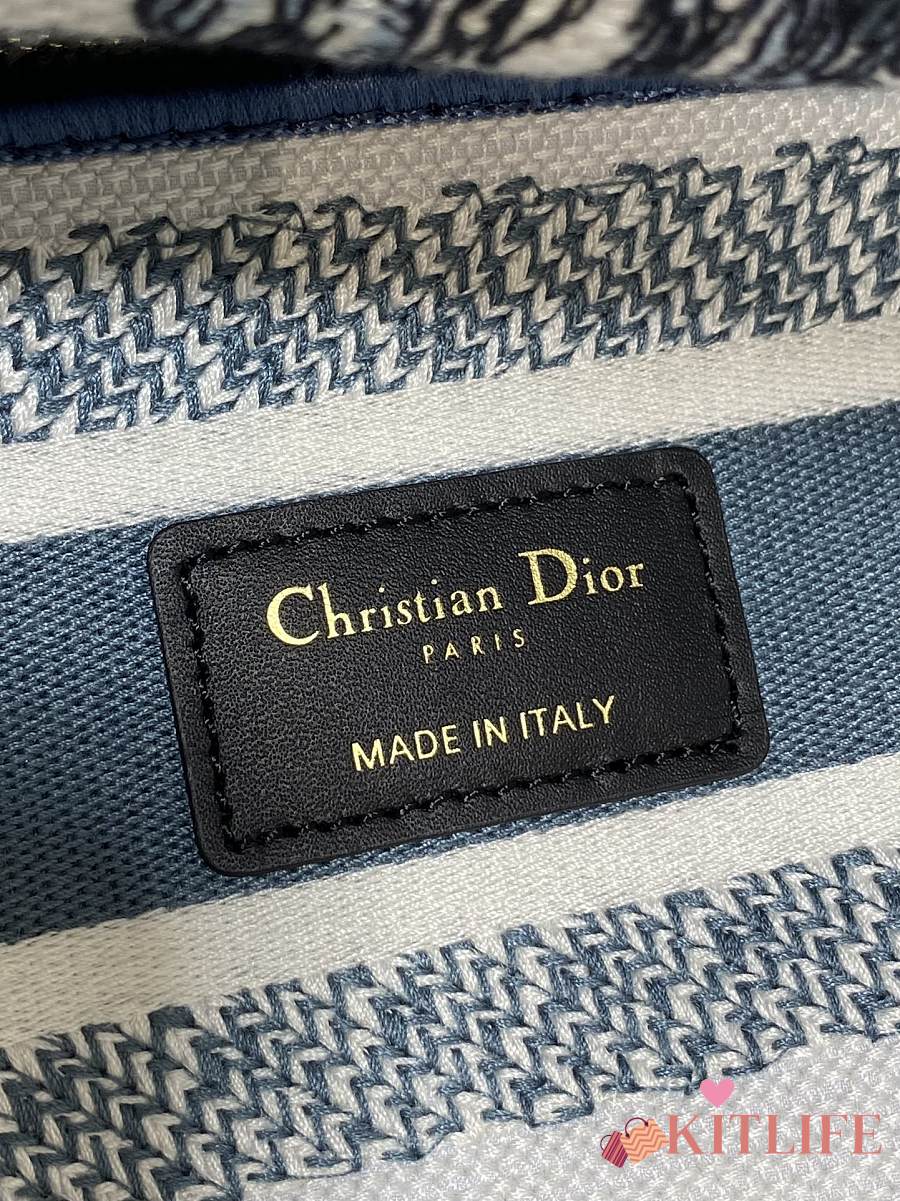 Christian Dior
PARIS
MADE IN ITALY
KITLIFE